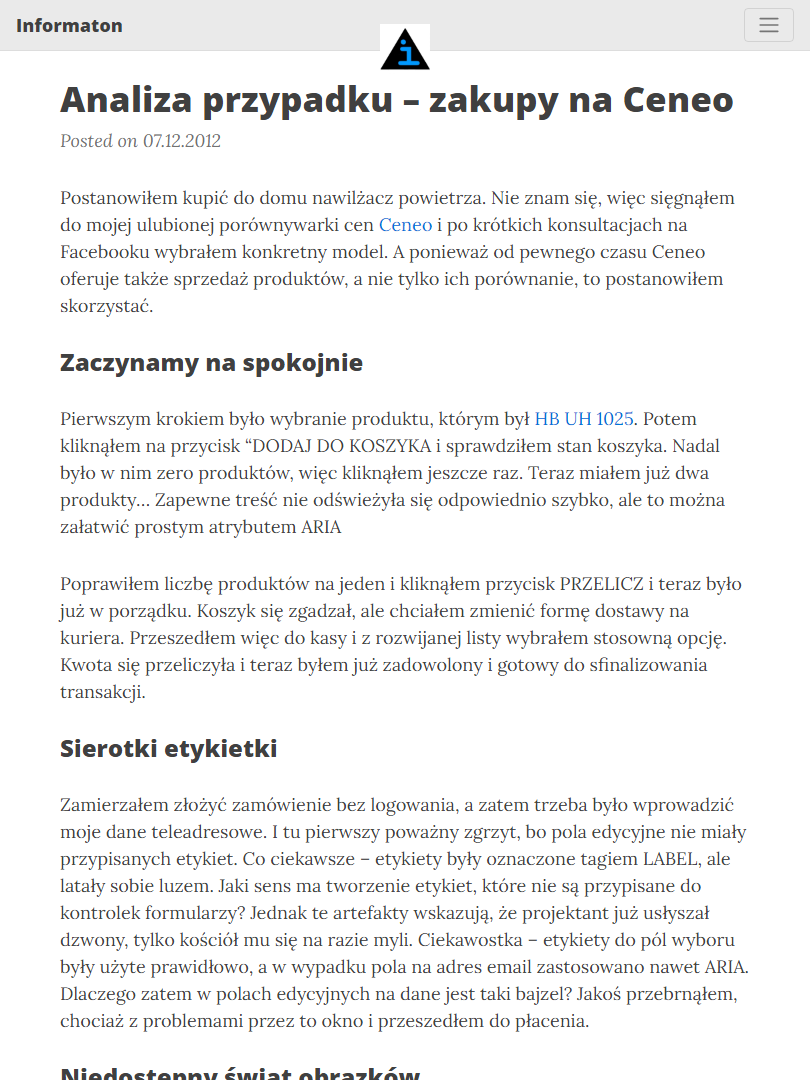 Informaton
i
Analiza przypadku – zakupy na Ceneo
Posted on 07.12.2012
Postanowiłem kupić do domu nawilżacz powietrza. Nie znam się, więc sięgnąłem
do mojej ulubionej porównywarki cen Ceneo i po krótkich konsultacjach na
Facebooku wybrałem konkretny model. A ponieważ od pewnego czasu Ceneo
oferuje także sprzedaż produktów, a nie tylko ich porównanie, to postanowiłem
skorzystać.
Zaczynamy na spokojnie
Pierwszym krokiem było wybranie produktu, którym był HB UH 1025. Potem
kliknąłem na przycisk “DODAJ DO KOSZYKA i sprawdziłem stan koszyka. Nadal
było w nim zero produktów, więc kliknąłem jeszcze raz. Teraz miałem już dwa
produkty… Zapewne treść nie odświeżyła się odpowiednio szybko, ale to można
załatwić prostym atrybutem ARIA
Poprawiłem liczbę produktów na jeden i kliknąłem przycisk PRZELICZ i teraz było
już w porządku. Koszyk się zgadzał, ale chciałem zmienić formę dostawy na
kuriera. Przeszedłem więc do kasy i z rozwijanej listy wybrałem stosowną opcję.
Kwota się przeliczyła i teraz byłem już zadowolony i gotowy do sfinalizowania
transakcji.
Sierotki etykietki
Zamierzałem złożyć zamówienie bez logowania, a zatem trzeba było wprowadzić
moje dane teleadresowe. I tu pierwszy poważny zgrzyt, bo pola edycyjne nie miały
przypisanych etykiet. Co ciekawsze – etykiety były oznaczone tagiem LABEL, ale
latały sobie luzem. Jaki sens ma tworzenie etykiet, które nie są przypisane do
kontrolek formularzy? Jednak te artefakty wskazują, że projektant już usłyszał
dzwony, tylko kościół mu się na razie myli. Ciekawostka – etykiety do pól wyboru
były użyte prawidłowo, a w wypadku pola na adres email zastosowano nawet ARIA.
Dlaczego zatem w polach edycyjnych na dane jest taki bajzel? Jakoś przebrnąłem,
chociaż z problemami przez to okno i przeszedłem do płacenia.
Niedostępny świat obrazków